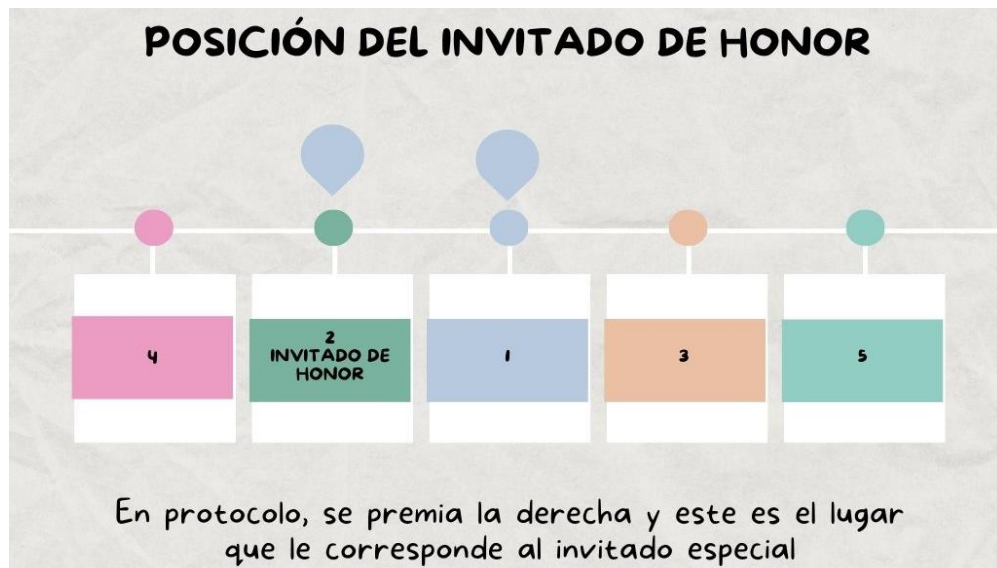 POSICIÓN DEL INVITADO DE HONOR
4
2
INVITADO DE
HONOR
1
3
5
En protocolo, se premia la derecha y este es el lugar
que le corresponde al invitado especial